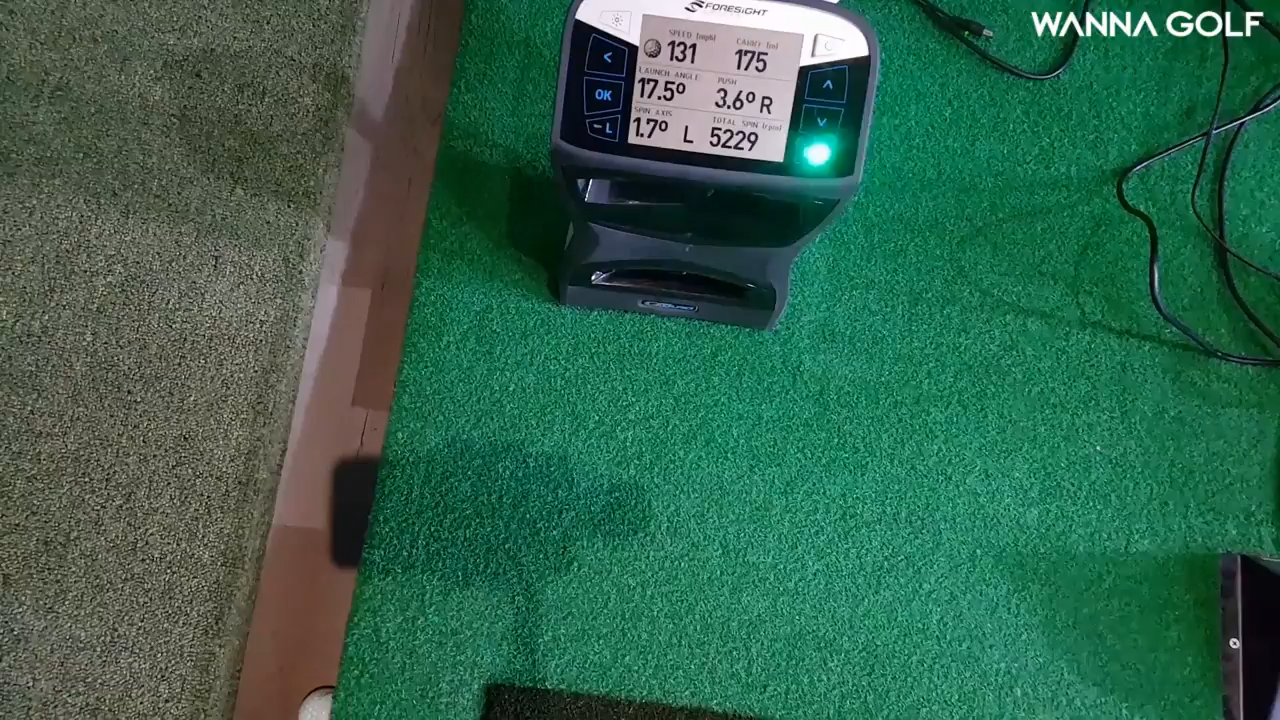 WANNA GOLF
FORESIGHT
SPEED (mph) CARRY (m)
131 175
LAUNCH ANGLE PUSH
17.5° 3.6° R
SPIN AXIS TOTAL SPIN (rpm)
1.7° L 5229
OK
L